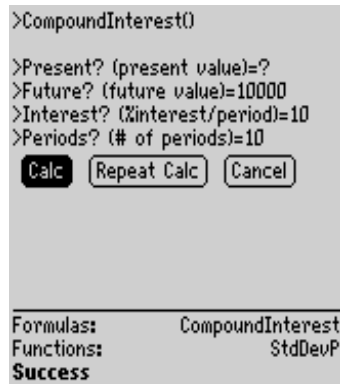 >CompoundInterest()
>Present? (present value)=?
>Future? (future value)=10000
>Interest? (%interest/period)=10
>Periods? (# of periods)=10
Calc Repeat Calc Cancel
Formulas: CompoundInterest
Functions: StdDevP
Success